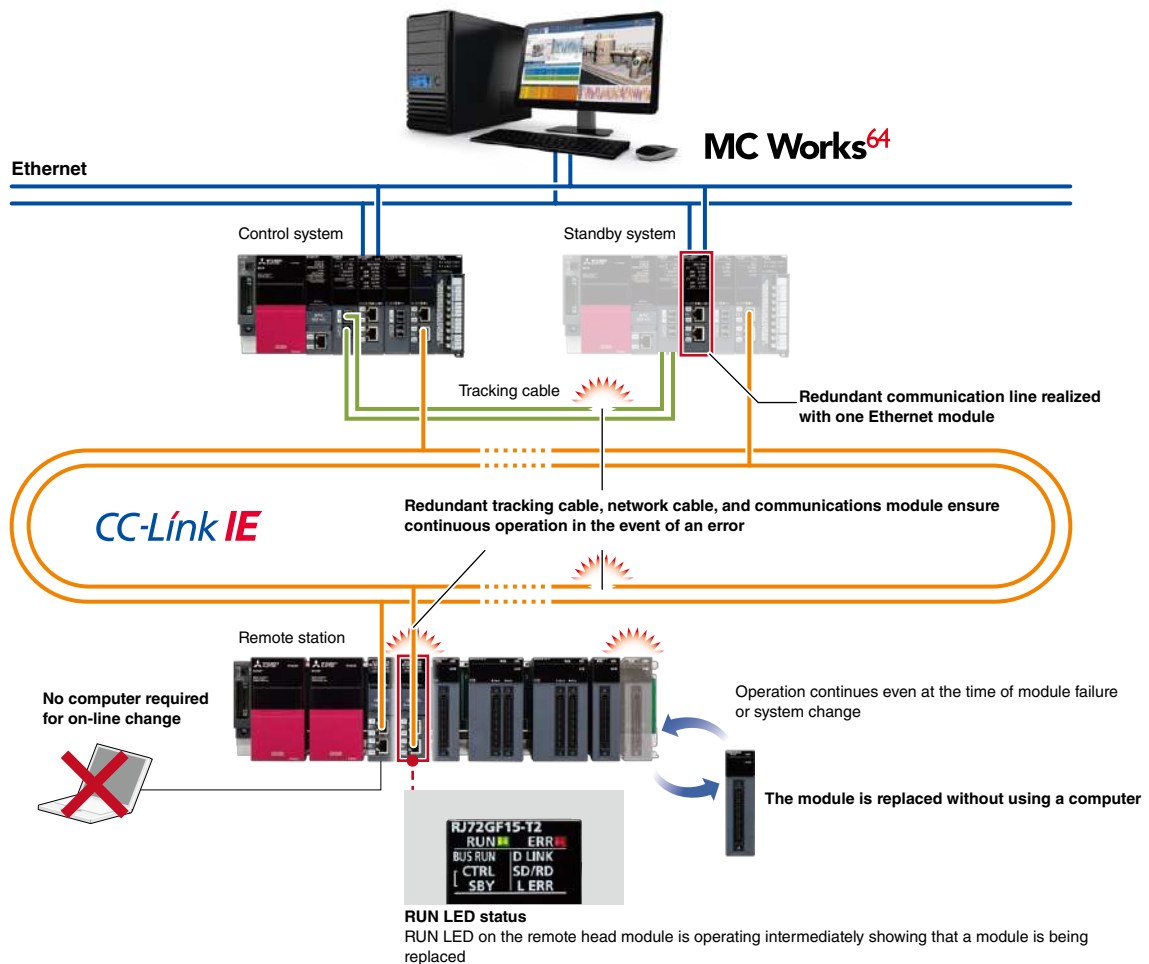 MC Works64
Ethernet
Control system
Standby system
Tracking cable
Redundant communication line realized
with one Ethernet module
Redundant tracking cable, network cable, and communications module ensure
continuous operation in the event of an error
CC-Link IE
Remote station
No computer required
for on-line change
Operation continues even at the time of module failure
or system change
The module is replaced without using a computer
RJ72GF15-T2
RUN ERR
BUS RUN D LINK
CTRL SD/RD
SBY L ERR
RUN LED status
RUN LED on the remote head module is operating intermediately showing that a module is being
replaced